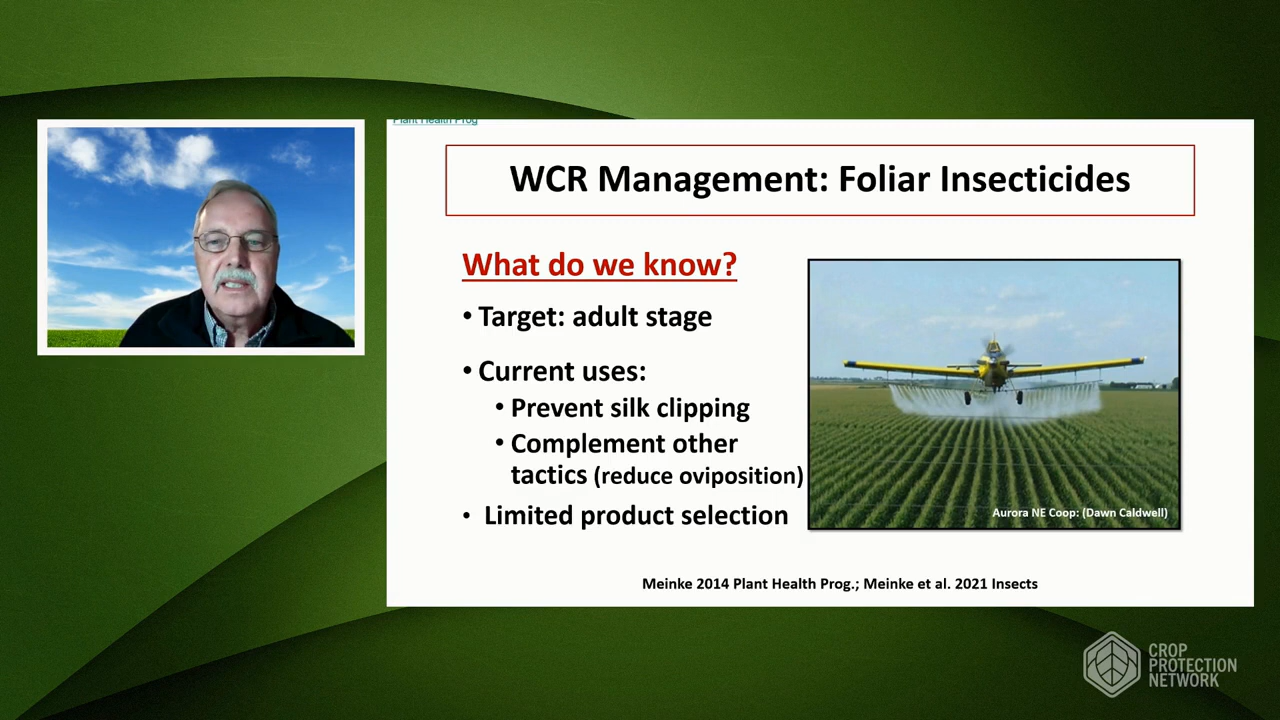 Plant Health Prog
WCR Management: Foliar Insecticides
What do we know?
• Target: adult stage
• Current uses:
• Prevent silk clipping
• Complement other
tactics (reduce oviposition)
• Limited product selection
Aurora NE Coop: (Dawn Caldwell)
Meinke 2014 Plant Health Prog.; Meinke et al. 2021 Insects
CROP
PROTECTION
NETWORK